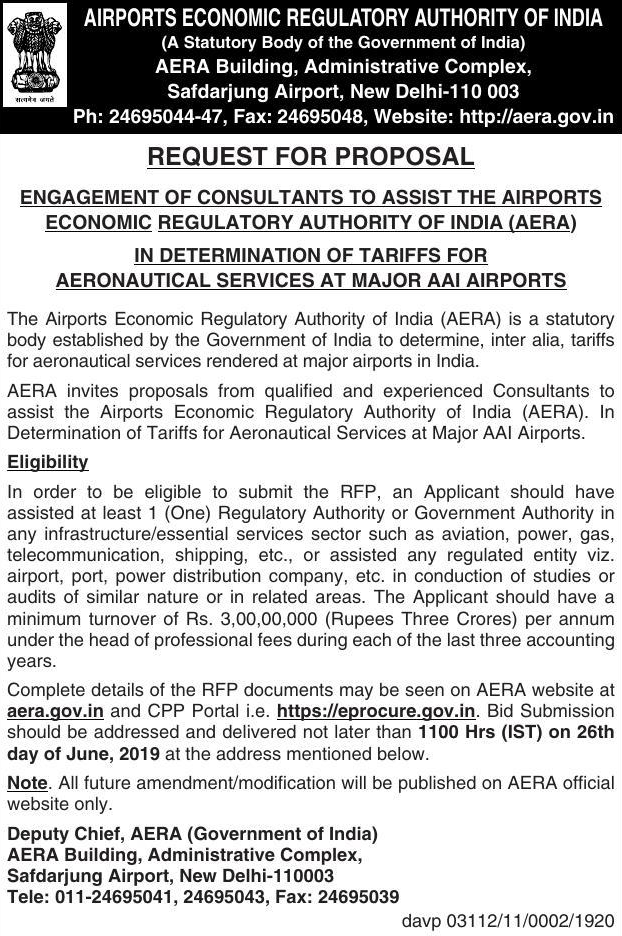 AIRPORTS ECONOMIC REGULATORY AUTHORITY OF INDIA
(A Statutory Body of the Government of India)
AERA Building, Administrative Complex,
Safdarjung Airport, New Delhi-110 003
Ph: 24695044-47, Fax: 24695048, Website: http://aera.gov.in
सत्यमेव जयते
REQUEST FOR PROPOSAL
ENGAGEMENT OF CONSULTANTS TO ASSIST THE AIRPORTS
ECONOMIC REGULATORY AUTHORITY OF INDIA (AERA)
IN DETERMINATION OF TARIFFS FOR
AERONAUTICAL SERVICES AT MAJOR AAI AIRPORTS
The Airports Economic Regulatory Authority of India (AERA) is a statutory
body established by the Government of India to determine, inter alia, tariffs
for aeronautical services rendered at major airports in India.
AERA invites proposals from qualified and experienced Consultants to
assist the Airports Economic Regulatory Authority of India (AERA). In
Determination of Tariffs for Aeronautical Services at Major AAI Airports.
Eligibility
In order to be eligible to submit the RFP, an Applicant should have
assisted at least 1 (One) Regulatory Authority or Government Authority in
any infrastructure/essential services sector such as aviation, power, gas,
telecommunication, shipping, etc., or assisted any regulated entity viz.
airport, port, power distribution company, etc. in conduction of studies or
audits of similar nature or in related areas. The Applicant should have a
minimum turnover of Rs. 3,00,00,000 (Rupees Three Crores) per annum
under the head of professional fees during each of the last three accounting
years.
Complete details of the RFP documents may be seen on AERA website at
aera.gov.in and CPP Portal i.e. https://eprocure.gov.in. Bid Submission
should be addressed and delivered not later than 1100 Hrs (IST) on 26th
day of June, 2019 at the address mentioned below.
Note. All future amendment/modification will be published on AERA official
website only.
Deputy Chief, AERA (Government of India)
AERA Building, Administrative Complex,
Safdarjung Airport, New Delhi-110003
Tele: 011-24695041, 24695043, Fax: 24695039
davp 03112/11/0002/1920